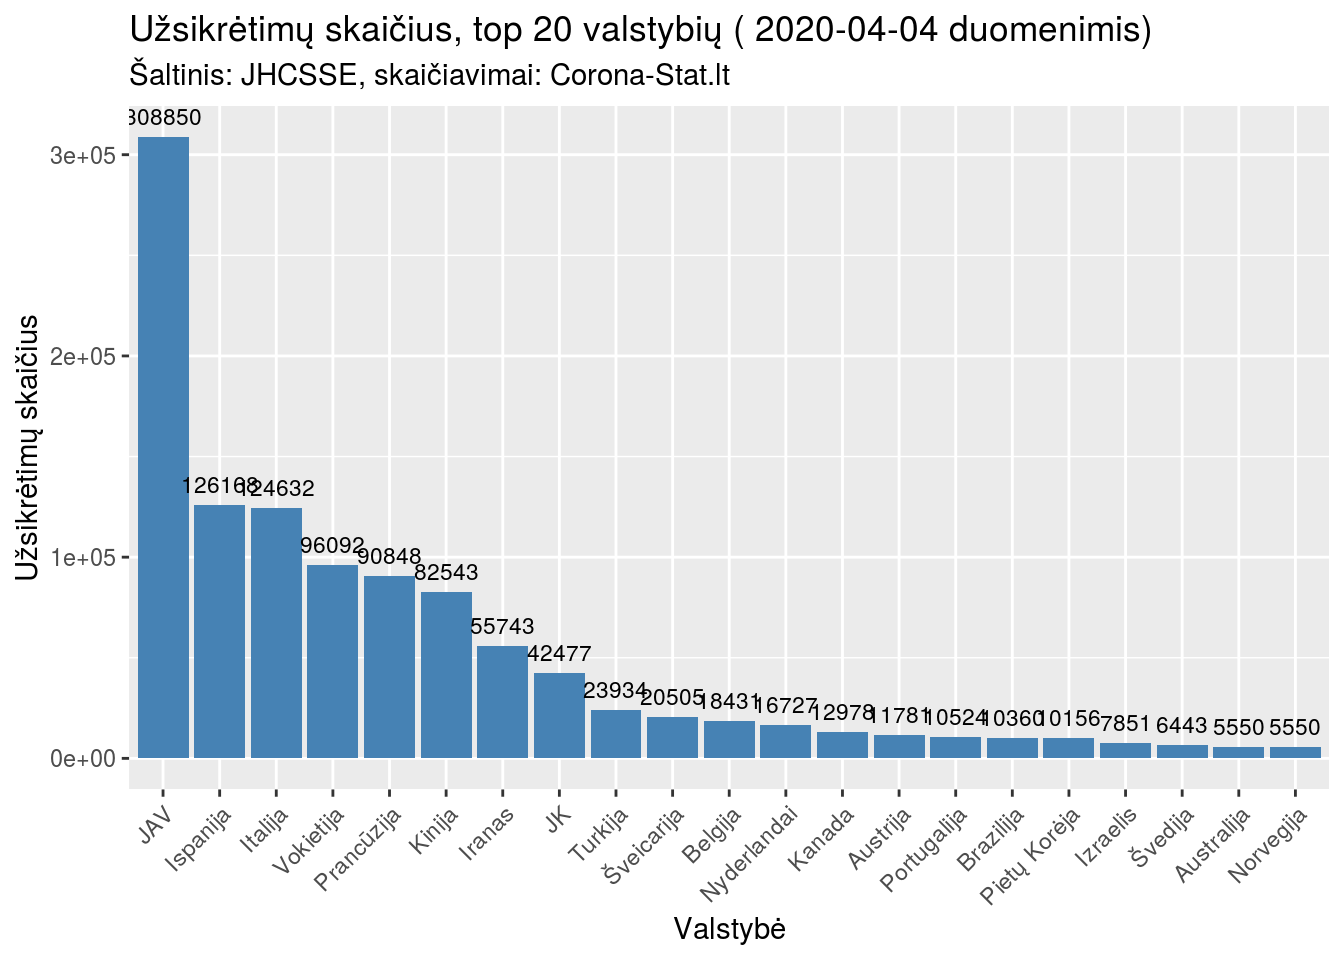 Užsikrėtimų skaičius, top 20 valstybių ( 2020-04-04 duomenimis)
Šaltinis: JHCSSE, skaičiavimai: Corona-Stat.lt
Užsikrėtimų skaičius
3e+05
2e+05
1e+05
0e+00
308850
126168
124632
96092
90848
82543
55743
42477
23934
20505
18431
16727
12978
11781
10524
10360
10156
7851
6443
5550
5550
JAV
Ispanija
Italija
Vokietija
Prancūzija
Kinija
Iranas
JK
Turkija
Šveicarija
Belgija
Nyderlandai
Kanada
Austrija
Portugalija
Brazilija
Pietų Korėja
Izraelis
Švedija
Australija
Norvegija
Valstybė